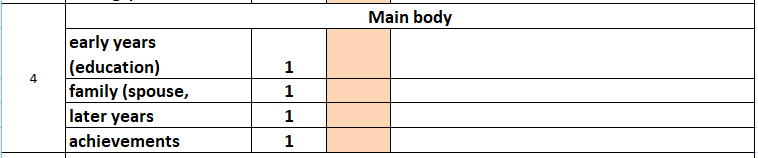 Main body
early years
(education) 1
4
family (spouse, 1
later years 1
achievements 1